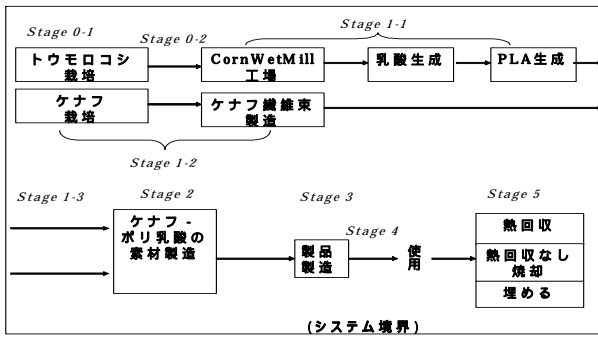 Stage 0-1
Stage 0-2
Stage 1-1
トウモロコシ
栽培
CornWetMill
工場
乳酸生成
PLA生成
ケナフ
栽培
ケナフ繊維束
製造
Stage 1-2
Stage 1-3
Stage 2
Stage 3
Stage 4
Stage 5
ケナフ -
ポリ乳酸の
素材製造
製品
製造
使
用
熱回収
熱回収なし
焼却
埋める
(システム境界)